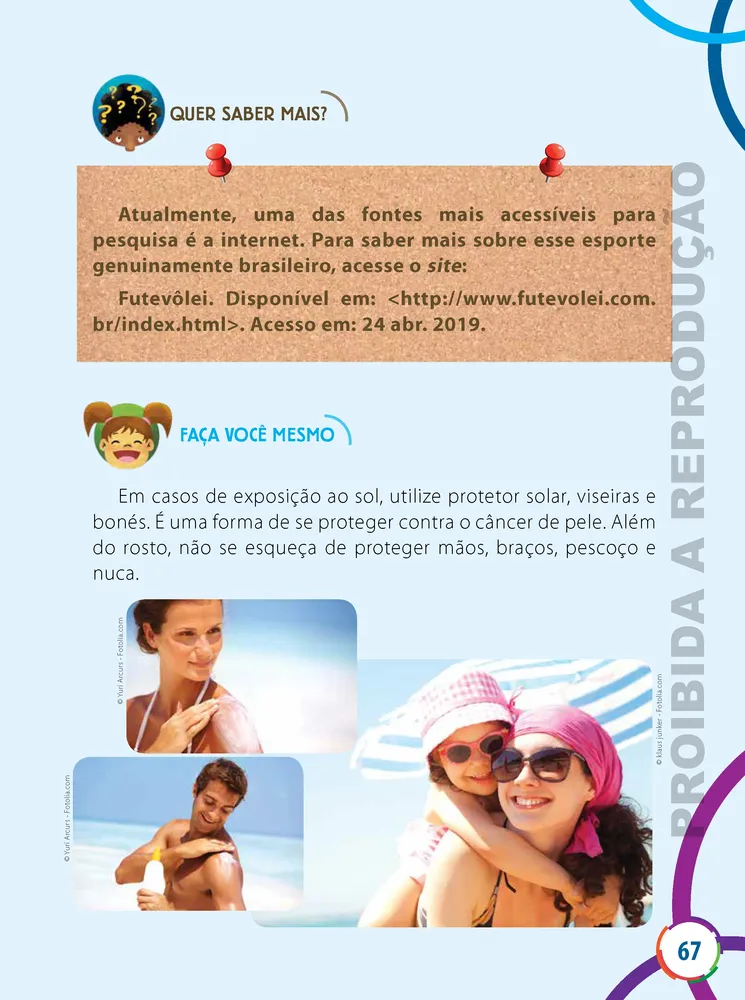 QUER SABER MAIS?
Atualmente, uma das fontes mais acessíveis para
pesquisa é a internet. Para saber mais sobre esse esporte
genuinamente brasileiro, acesse o site:
Futevôlei. Disponível em: <http://www.futevolei.com.
br/index.html>. Acesso em: 24 abr. 2019.
FAÇA VOCÊ MESMO
Em casos de exposição ao sol, utilize protetor solar, viseiras e
bonés. É uma forma de se proteger contra o câncer de pele. Além
do rosto, não se esqueça de proteger mãos, braços, pescoço e
nuca.
© Yuri Arcurs - Fotolia.com
© Yuri Arcurs - Fotolia.com
© klaus junker - Fotolia.com
PROIBIDA A REPRODUÇÃO
67